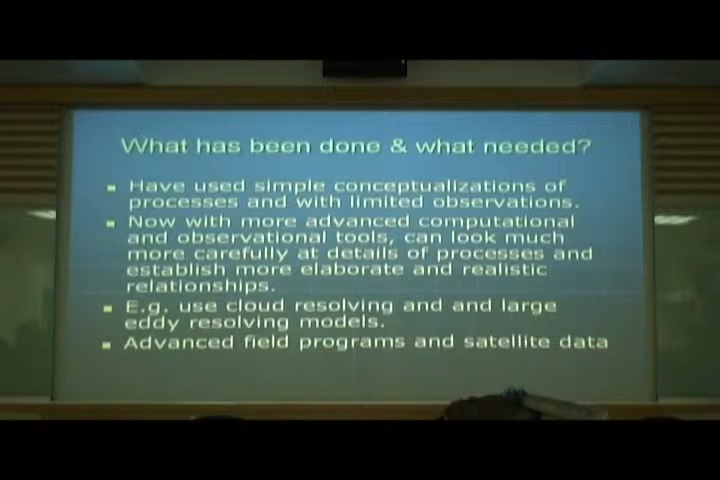 What has been done & what needed?
Have used simple conceptualizations of
processes and with limited observations.
Now with more advanced computational
and observational tools, can look much
more carefully at details of processes and
establish more elaborate and realistic
relationships.
E.g. use cloud resolving and and large
eddy resolving models.
Advanced field programs and satellite data